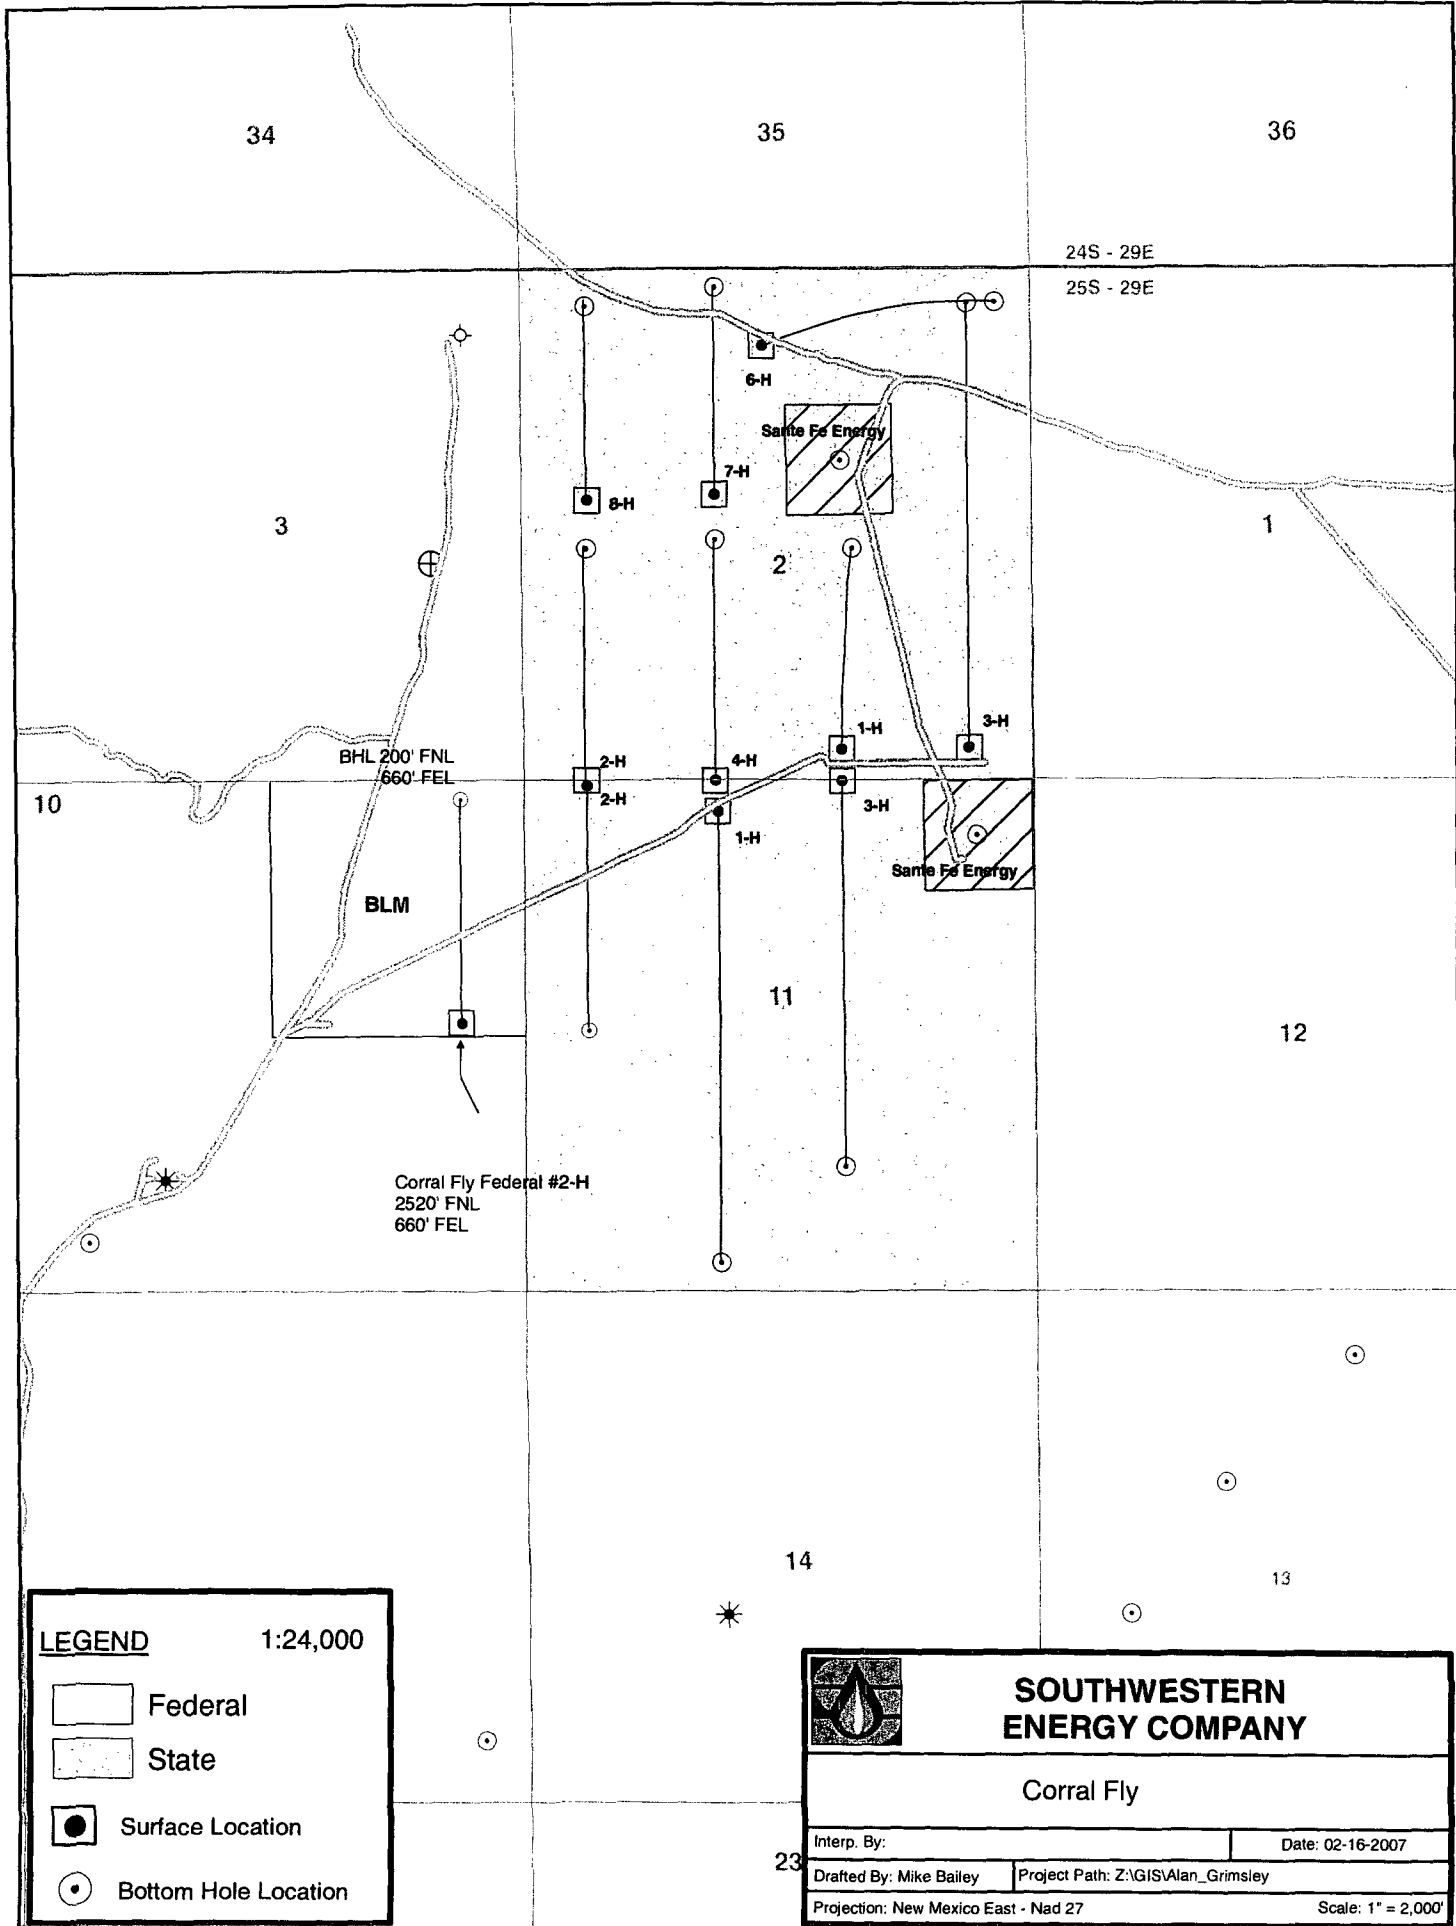 34
35
36
24S - 29E
25S - 29E
6-H
Sante Fe Energy
7-H
8-H
3
2
1
1-H
3-H
BHL 200' FNL
660' FEL
2-H
4-H
10
2-H
3-H
1-H
Sante Fe Energy
BLM
11
12
Corral Fly Federal #2-H
2520' FNL
660' FEL
14
13
23
LEGEND 1:24,000
Federal
State
Surface Location
Bottom Hole Location
SOUTHWESTERN
ENERGY COMPANY
Corral Fly
Interp. By:
Date: 02-16-2007
Drafted By: Mike Bailey
Project Path: Z:\GIS\Alan_Grimsley
Projection: New Mexico East - Nad 27
Scale: 1" = 2,000'